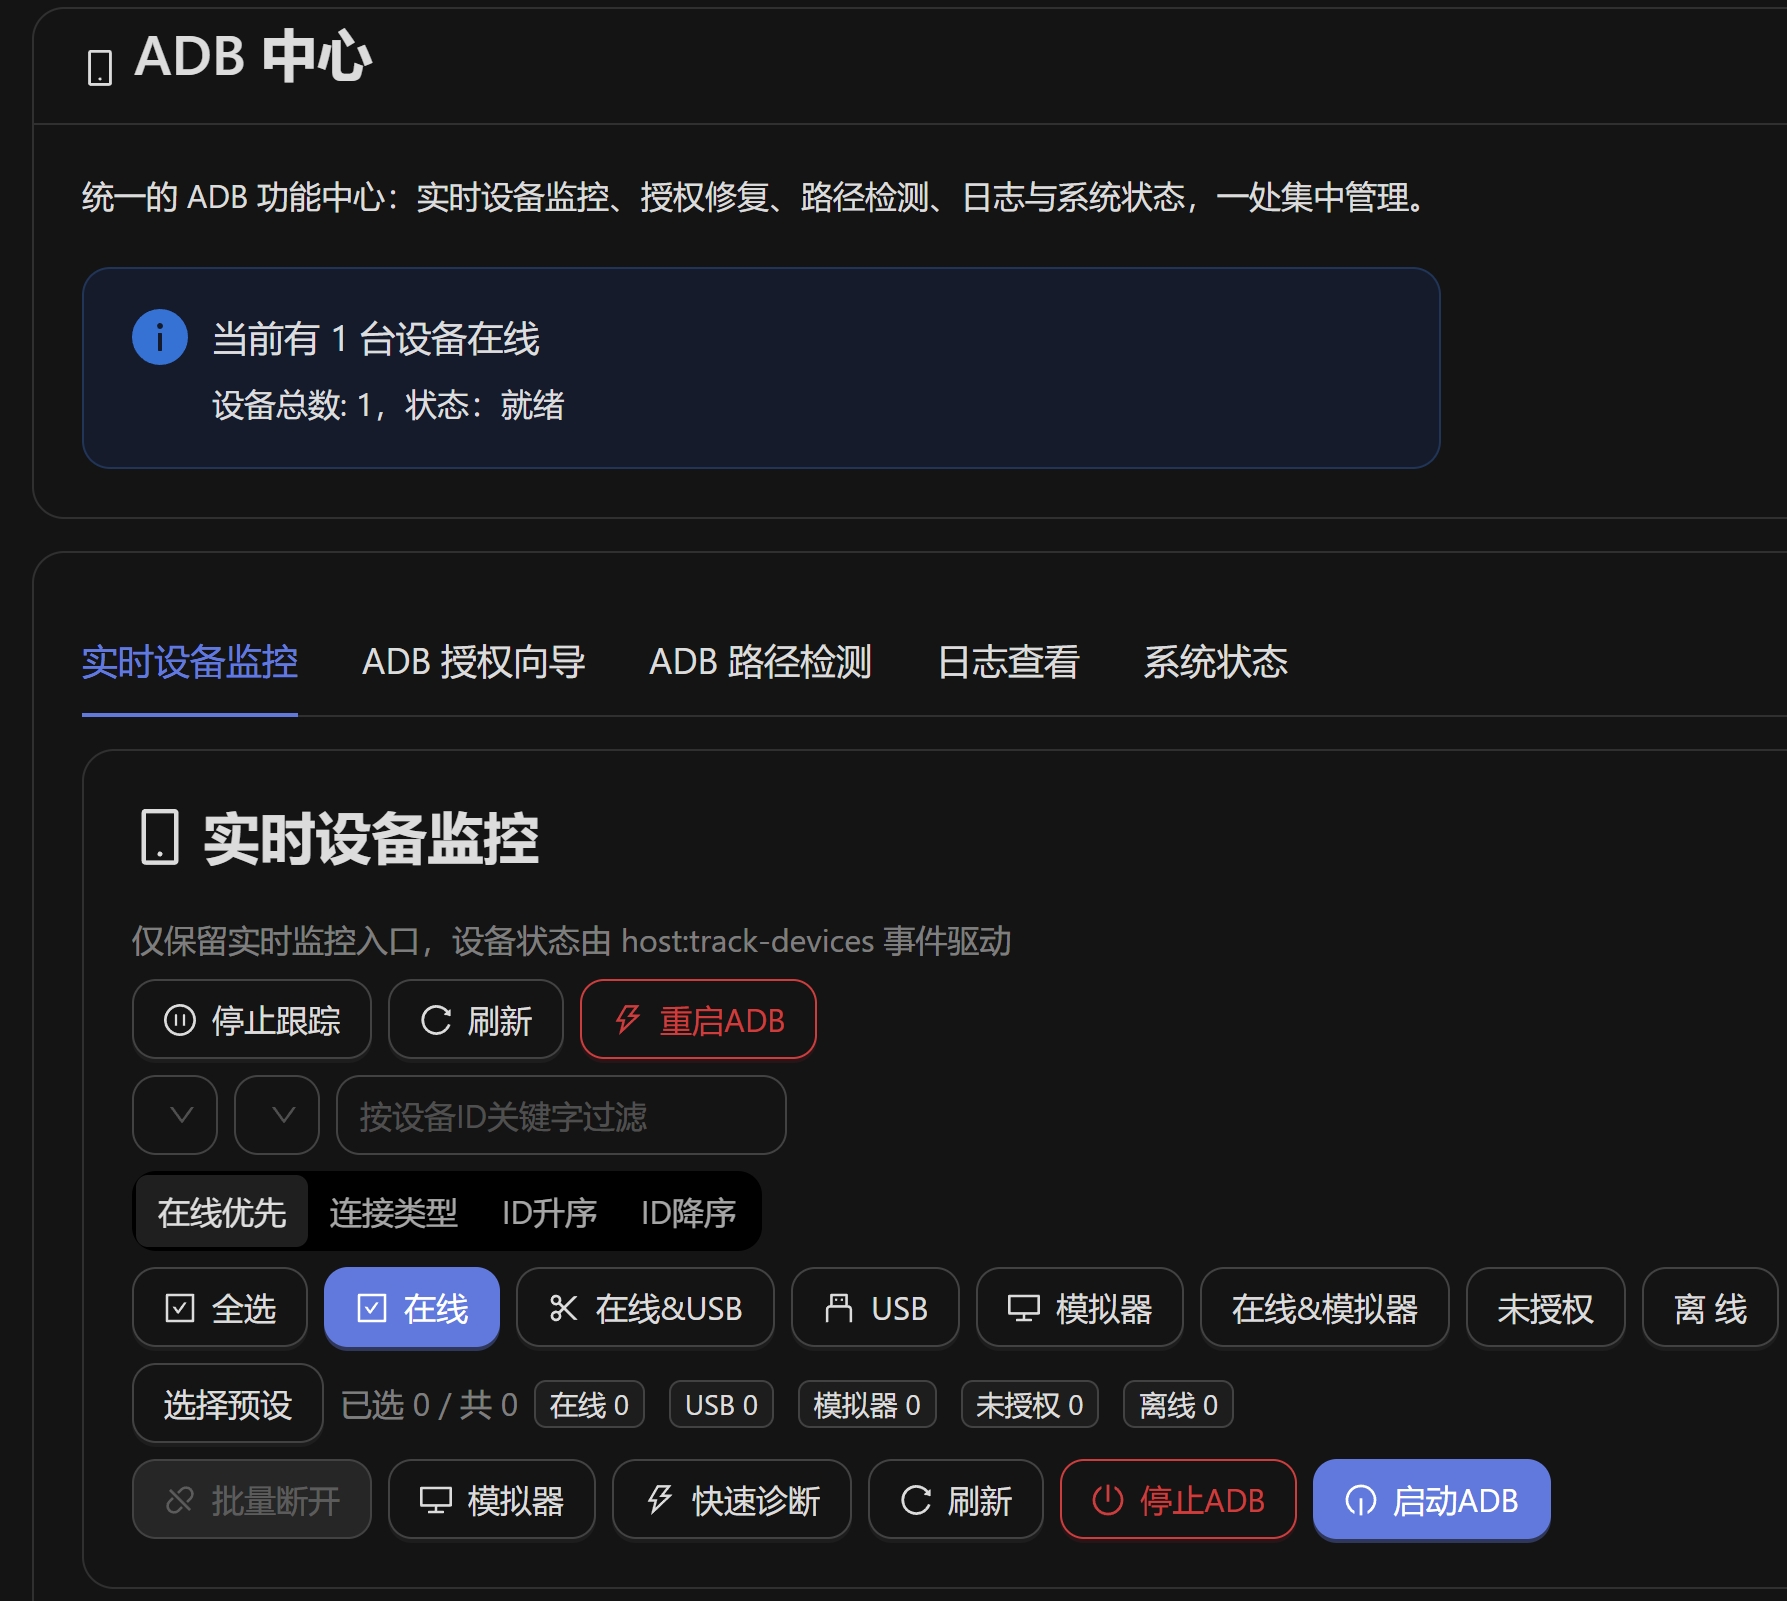 ADB 中心
统一的 ADB 功能中心：实时设备监控、授权修复、路径检测、日志与系统状态，一处集中管理。
当前有 1 台设备在线
设备总数: 1，状态：就绪
实时设备监控 ADB 授权向导 ADB 路径检测 日志查看 系统状态
实时设备监控
仅保留实时监控入口，设备状态由 host:track-devices 事件驱动
停止跟踪 刷新 重启ADB
按设备ID关键字过滤
在线优先 连接类型 ID升序 ID降序
全选 在线 在线&USB USB 模拟器 在线&模拟器 未授权 离 线
选择预设 已选 0 / 共 0 在线 0 USB 0 模拟器 0 未授权 0 离线 0
批量断开 模拟器 快速诊断 刷新 停止ADB 启动ADB